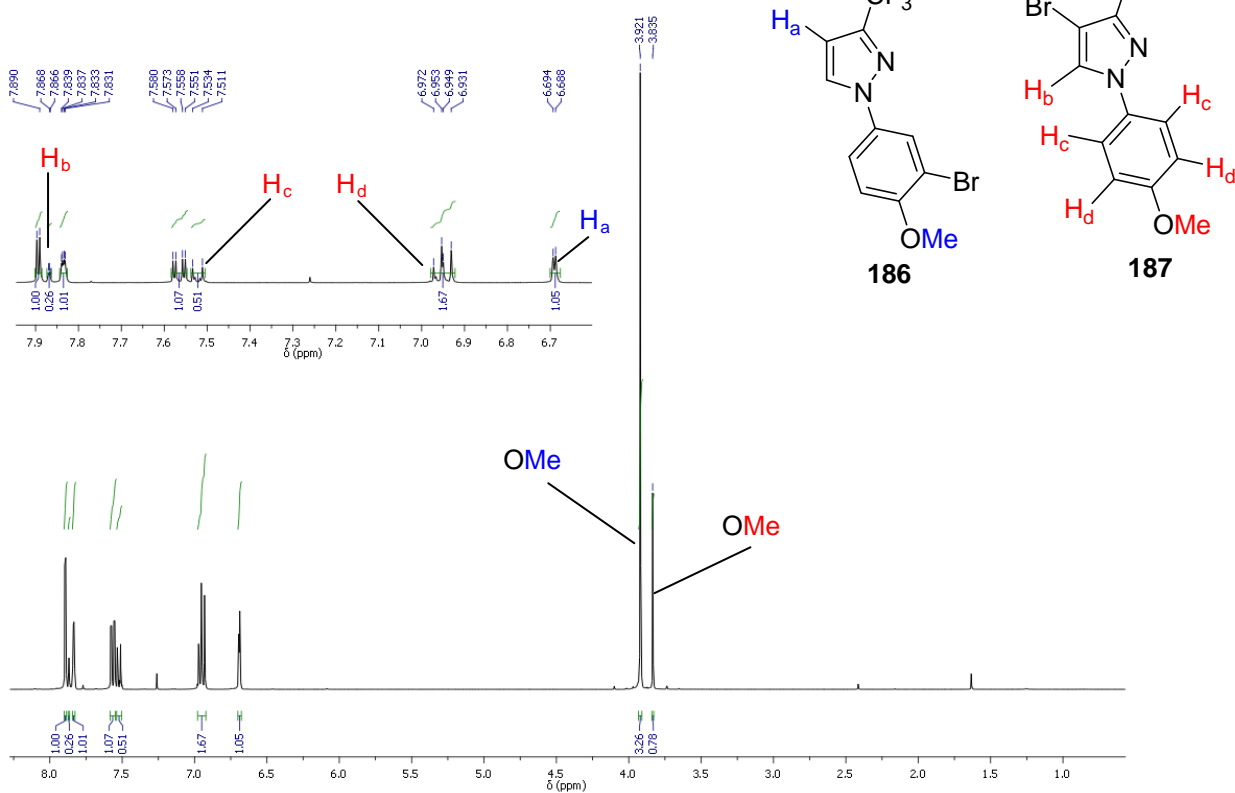 3.921
3.835
7.890
7.868
7.866
7.839
7.837
7.833
7.831
7.580
7.573
7.558
7.551
7.534
7.511
6.972
6.953
6.949
6.931
6.694
6.688
Hb
Hc
Hd
Ha
1.00
0.26
1.01
1.07
0.51
1.67
1.05
7.9 7.8 7.7 7.6 7.5 7.4 7.3 7.2 7.1 7.0 6.9 6.8 6.7
δ (ppm)
Ha
N
N
Br
OMe
186
Br
N
N
Hb
Hc
Hc
Hd
Hd
OMe
187
OMe
OMe
1.00
0.26
1.01
1.07
0.51
1.67
1.05
3.26
0.78
8.0 7.5 7.0 6.5 6.0 5.5 5.0 4.5 4.0 3.5 3.0 2.5 2.0 1.5 1.0
δ (ppm)